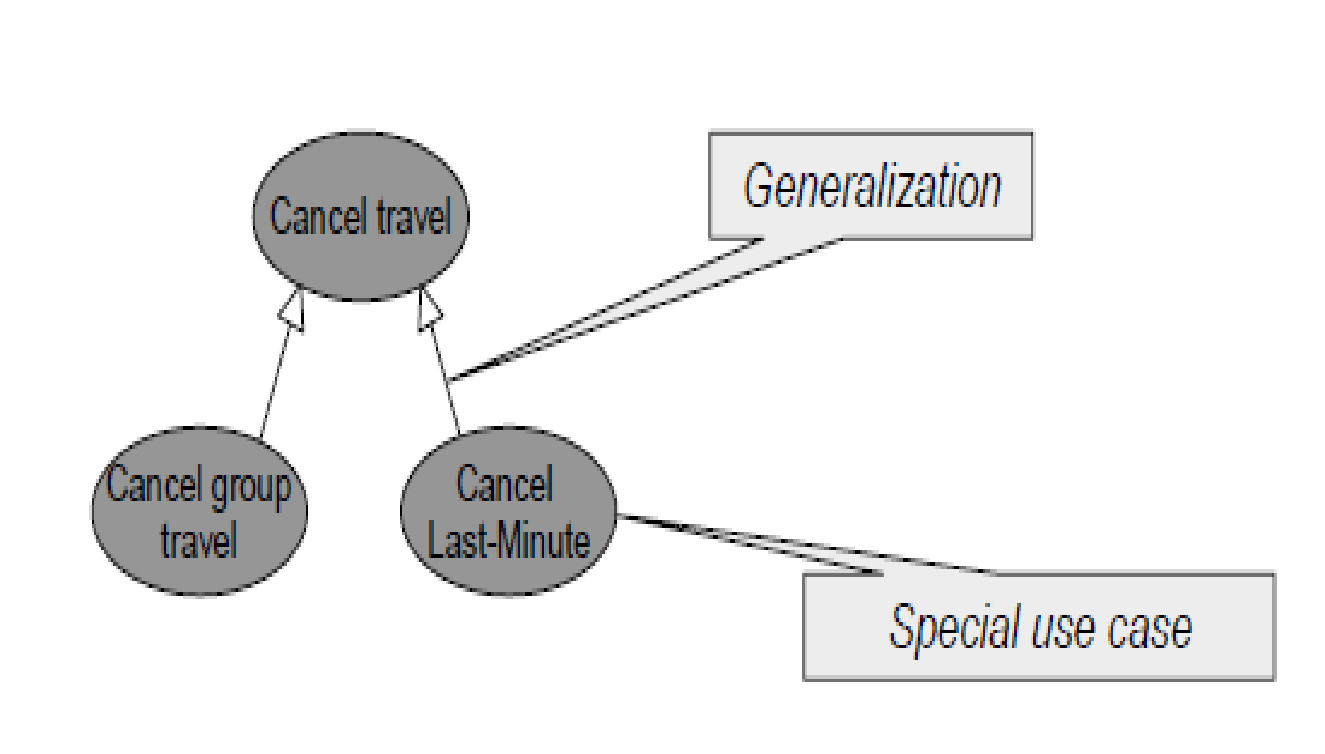 Cancel travel
Generalization
Cancel group
travel
Cancel
Last-Minute
Special use case